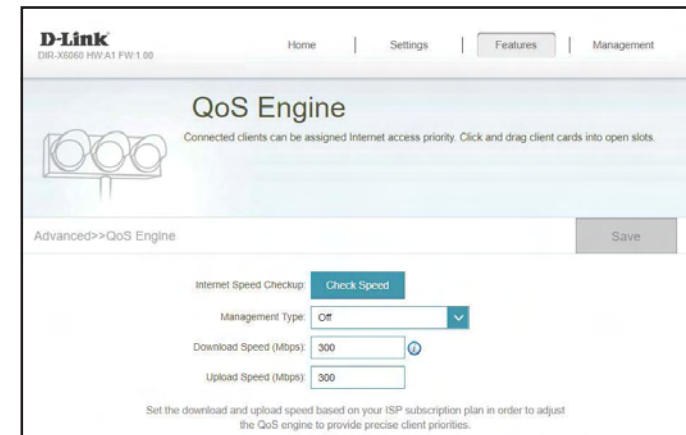 D-Link
DIR-X6060 HW:A1 FW:1.00
Home | Settings | Features | Management
QoS Engine
Connected clients can be assigned Internet access priority. Click and drag client cards into open slots.
Advanced>>QoS Engine
Save
Internet Speed Checkup: Check Speed
Management Type: Off
Download Speed (Mbps): 300
Upload Speed (Mbps): 300
Set the download and upload speed based on your ISP subscription plan in order to adjust
the QoS engine to provide precise client priorities.